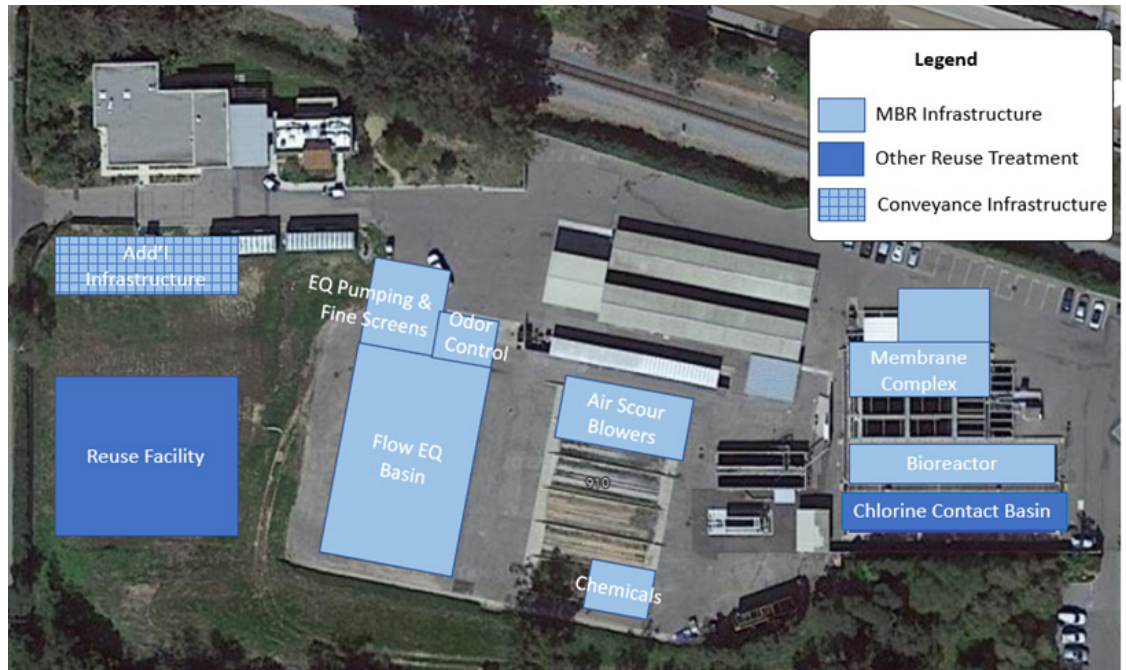 Legend
MBR Infrastructure
Other Reuse Treatment
Conveyance Infrastructure
Add'l
Infrastructure
EQ Pumping &
Fine Screens
Odor
Control
Membrane
Complex
Air Scour
Blowers
Reuse Facility
Flow EQ
Basin
Bioreactor
910
Chlorine Contact Basin
Chemicals